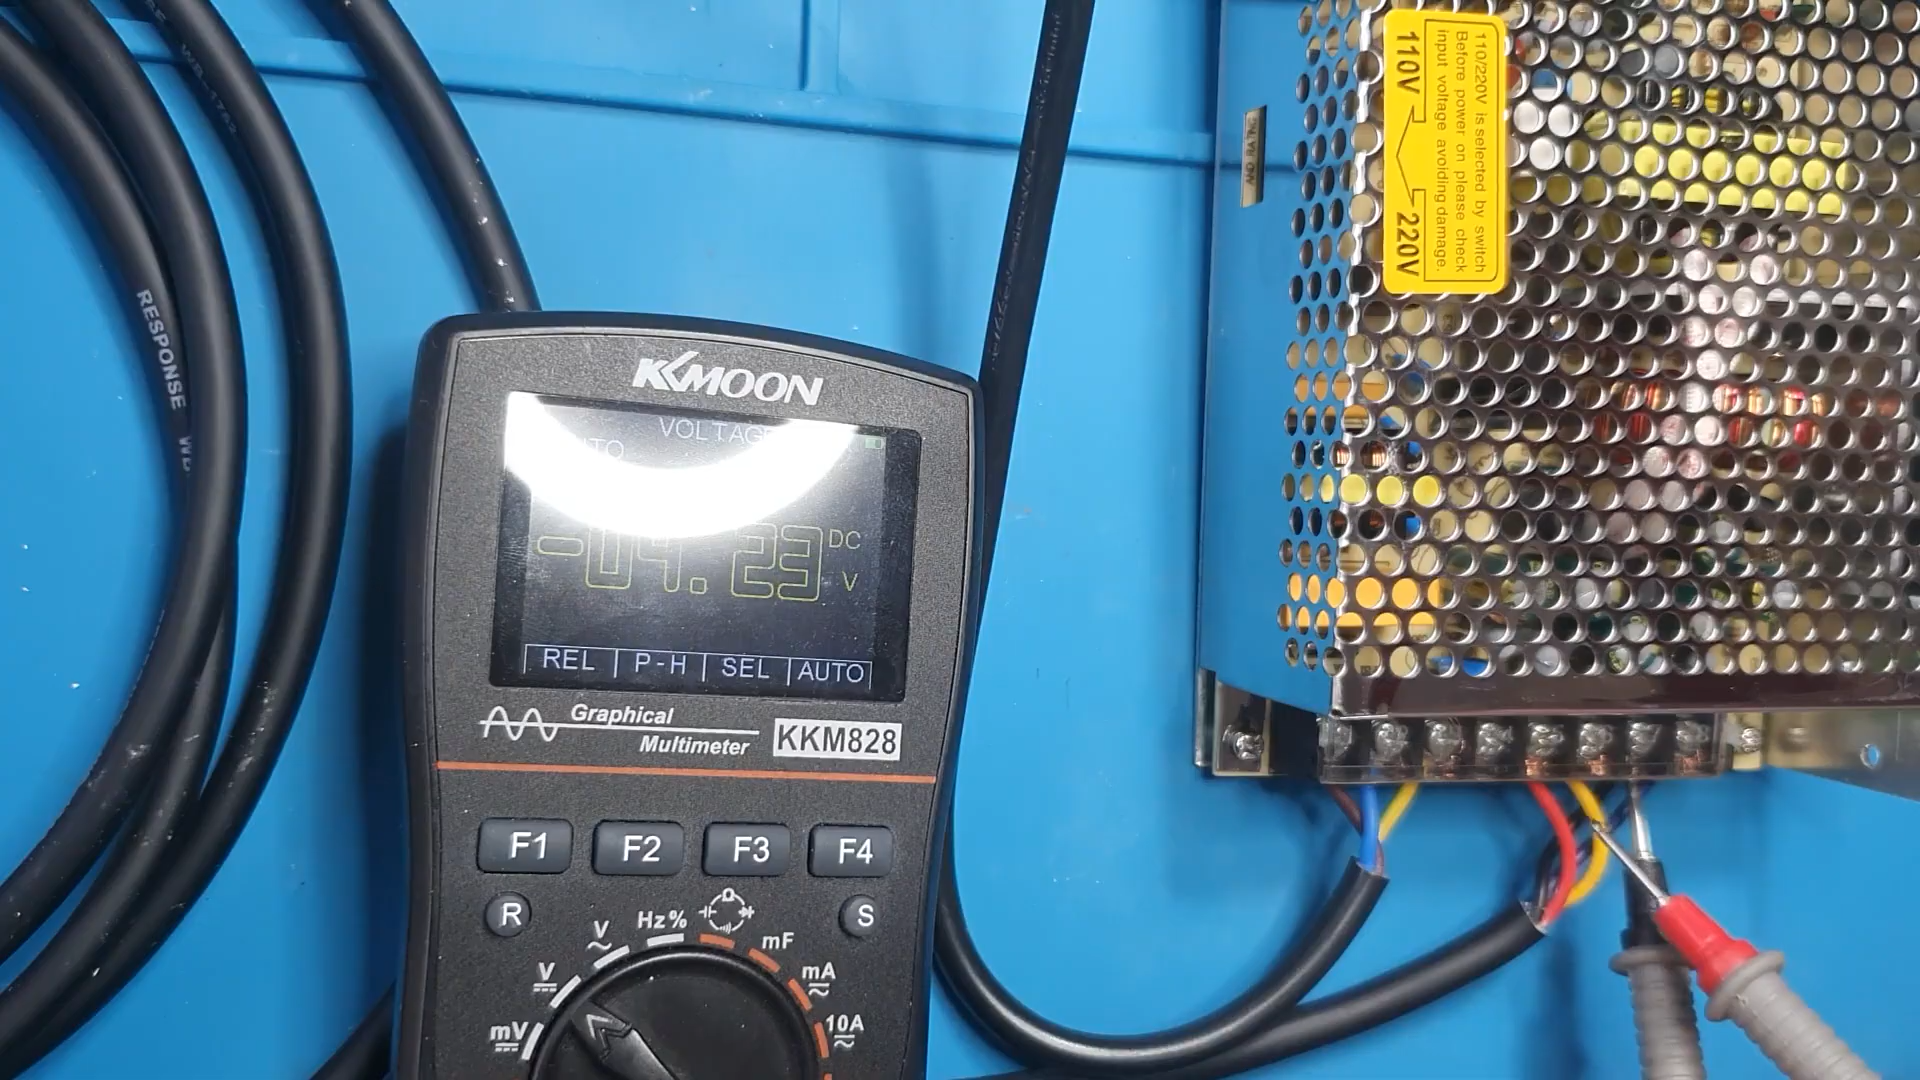 WB-1762
RESPONSE
KKMOON
VOLTAGE
-04.23 DC
V
REL P-H SEL AUTO
Graphical
Multimeter
KKM828
F1 F2 F3 F4
R S
Hz%
V
mF
V
mA
mV
10A
110/220V is selected by switch
Before power on please check
input voltage avoiding damage.
110V 220V